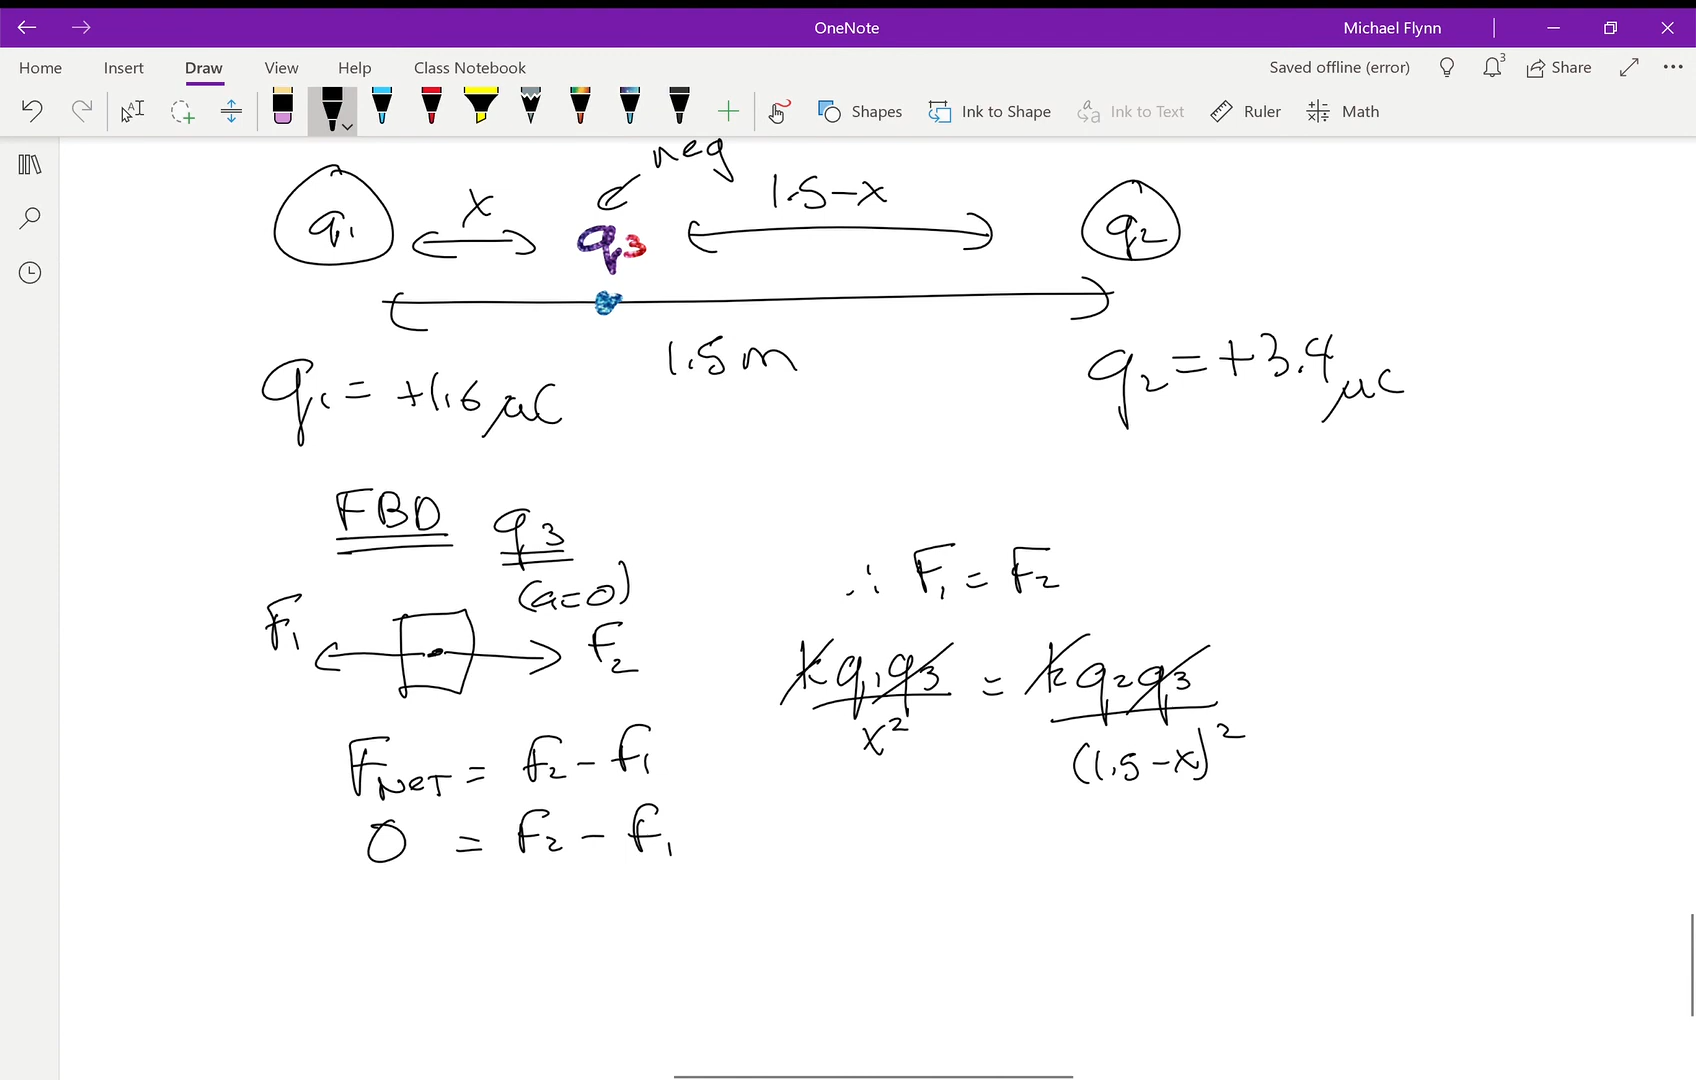 OneNote
Michael Flynn
Home Insert Draw View Help Class Notebook
Saved offline (error) 3 Share
Shapes Ink to Shape Ink to Text Ruler Math
neg
q₁ x q₃ 1.5-x q₂
1.5m
q₁ = +1.6 μC
q₂ = +3.4 μC
FBD q₃
(a=0)
F₁ F₂
∴ F₁ = F₂
kq₁q₃ / x² = kq₂q₃ / (1.5-x)²
FNET = F₂ - F₁
0 = F₂ - F₁